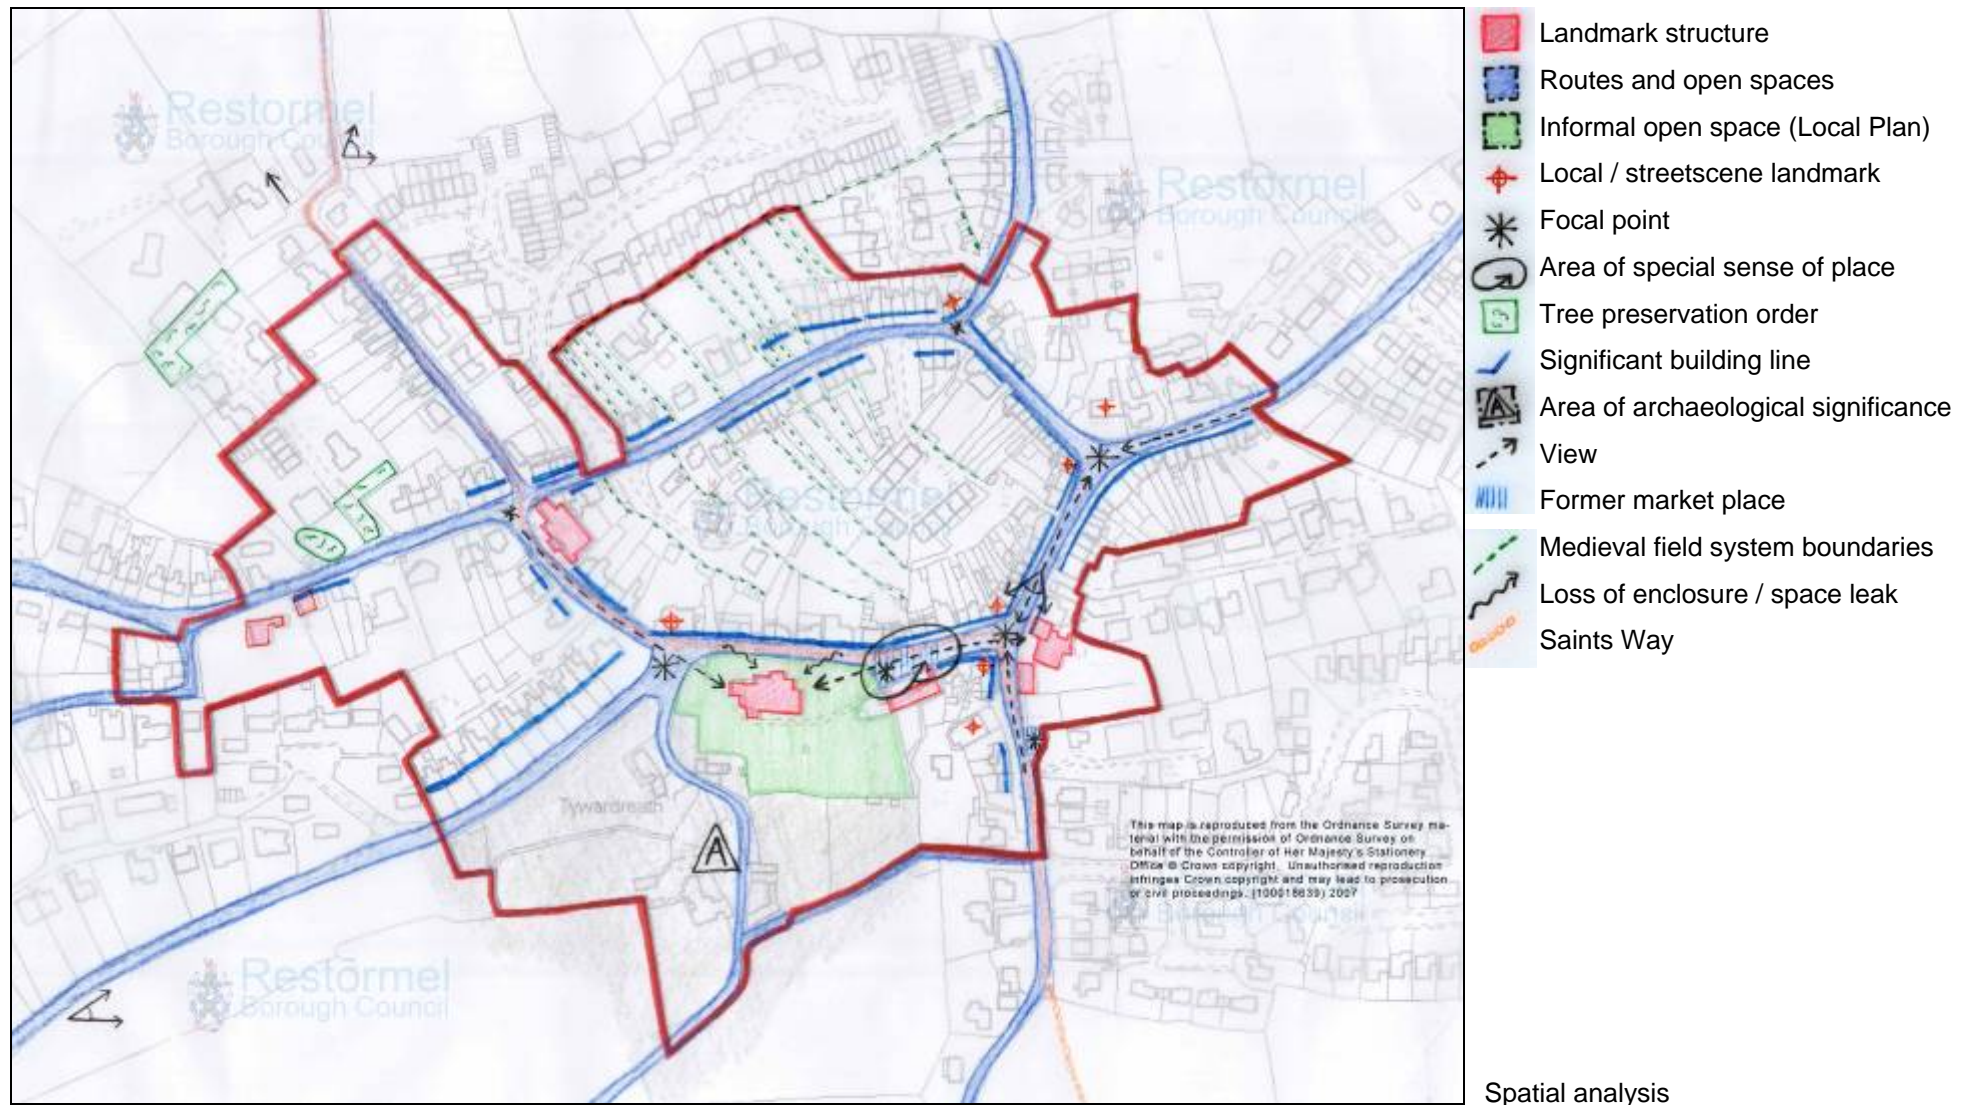 Restormel
Borough Council
Restormel
Borough Council
Restormel
Borough
Tywardreath
A
This map is reproduced from the Ordnance Survey ma-
terial with the permission of Ordnance Survey on
behalf of the Controller of Her Majesty's Stationery
Office © Crown copyright. Unauthorised reproduction
infringes Crown copyright and may lead to prosecution
or civil proceedings. (100018639) 2007
Borough Council
Restormel
Borough Council
Landmark structure
Routes and open spaces
Informal open space (Local Plan)
Local / streetscene landmark
Focal point
Area of special sense of place
Tree preservation order
Significant building line
A
Area of archaeological significance
View
Former market place
Medieval field system boundaries
Loss of enclosure / space leak
Saints Way
Spatial analysis